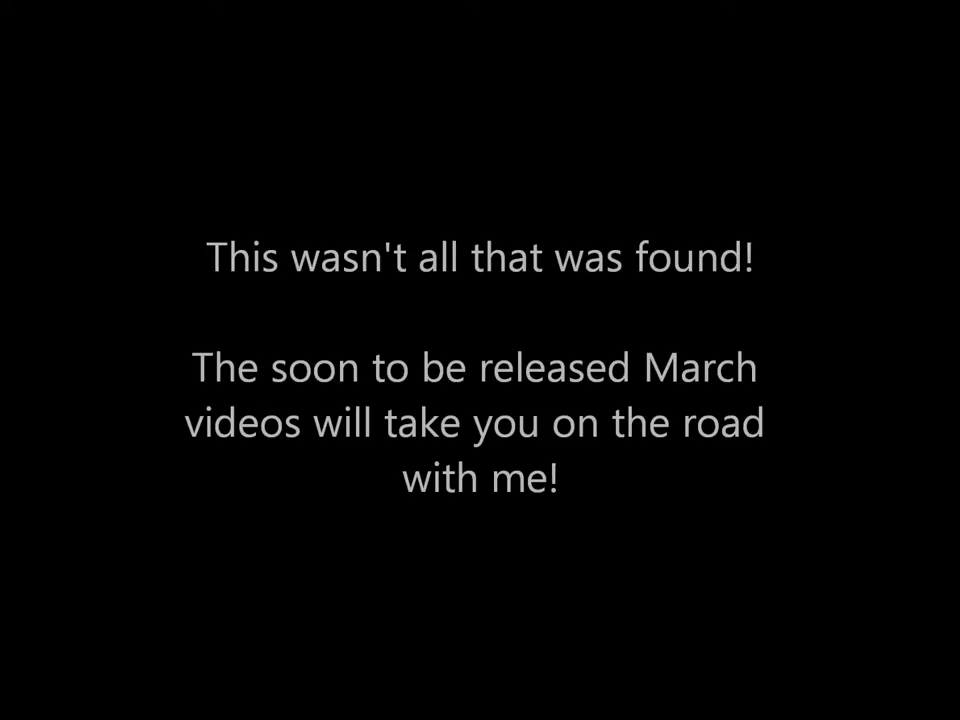 This wasn't all that was found!
The soon to be released March
videos will take you on the road
with me!